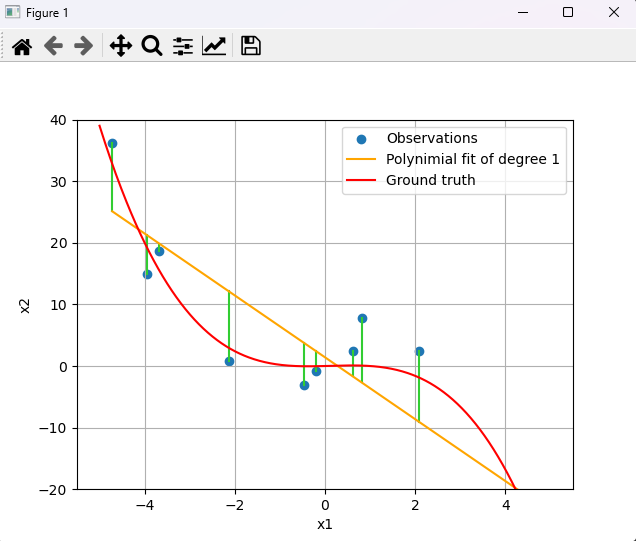 Figure 1
Observations
Polynimial fit of degree 1
Ground truth
40
30
20
10
0
−10
−20
x2
−4
−2
0
2
4
x1